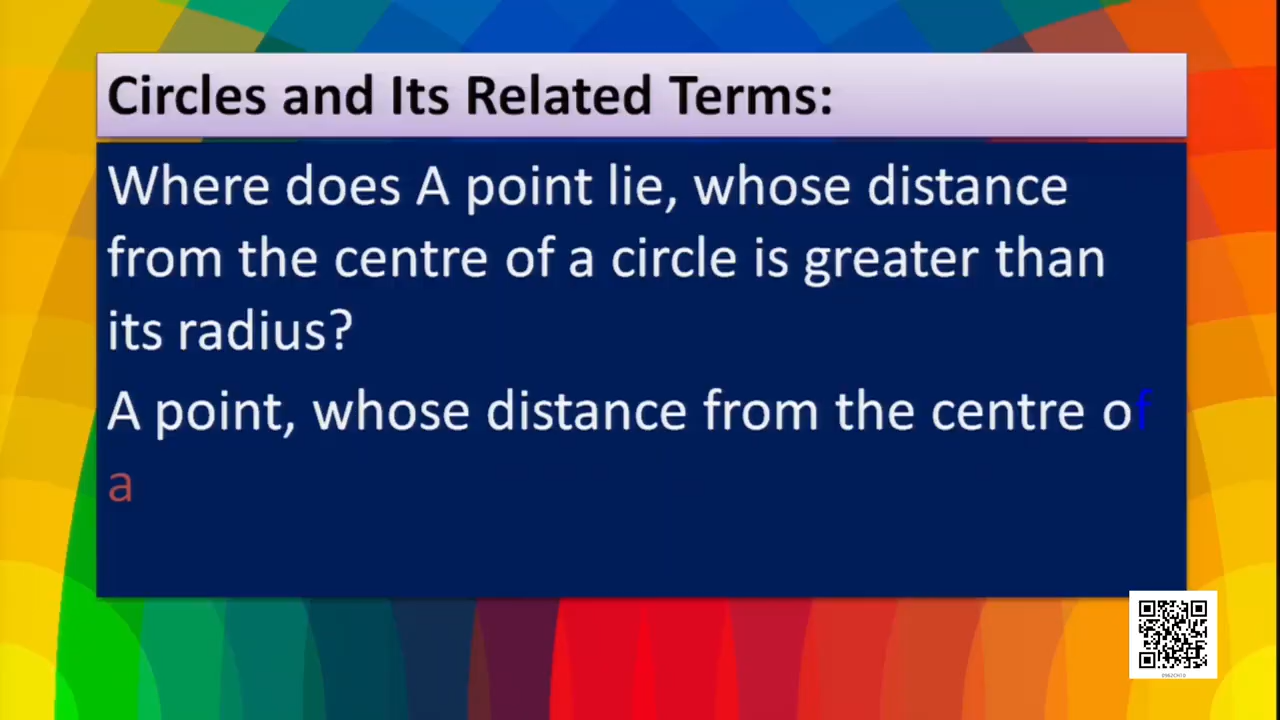 Circles and Its Related Terms:
Where does A point lie, whose distance
from the centre of a circle is greater than
its radius?
A point, whose distance from the centre of
a